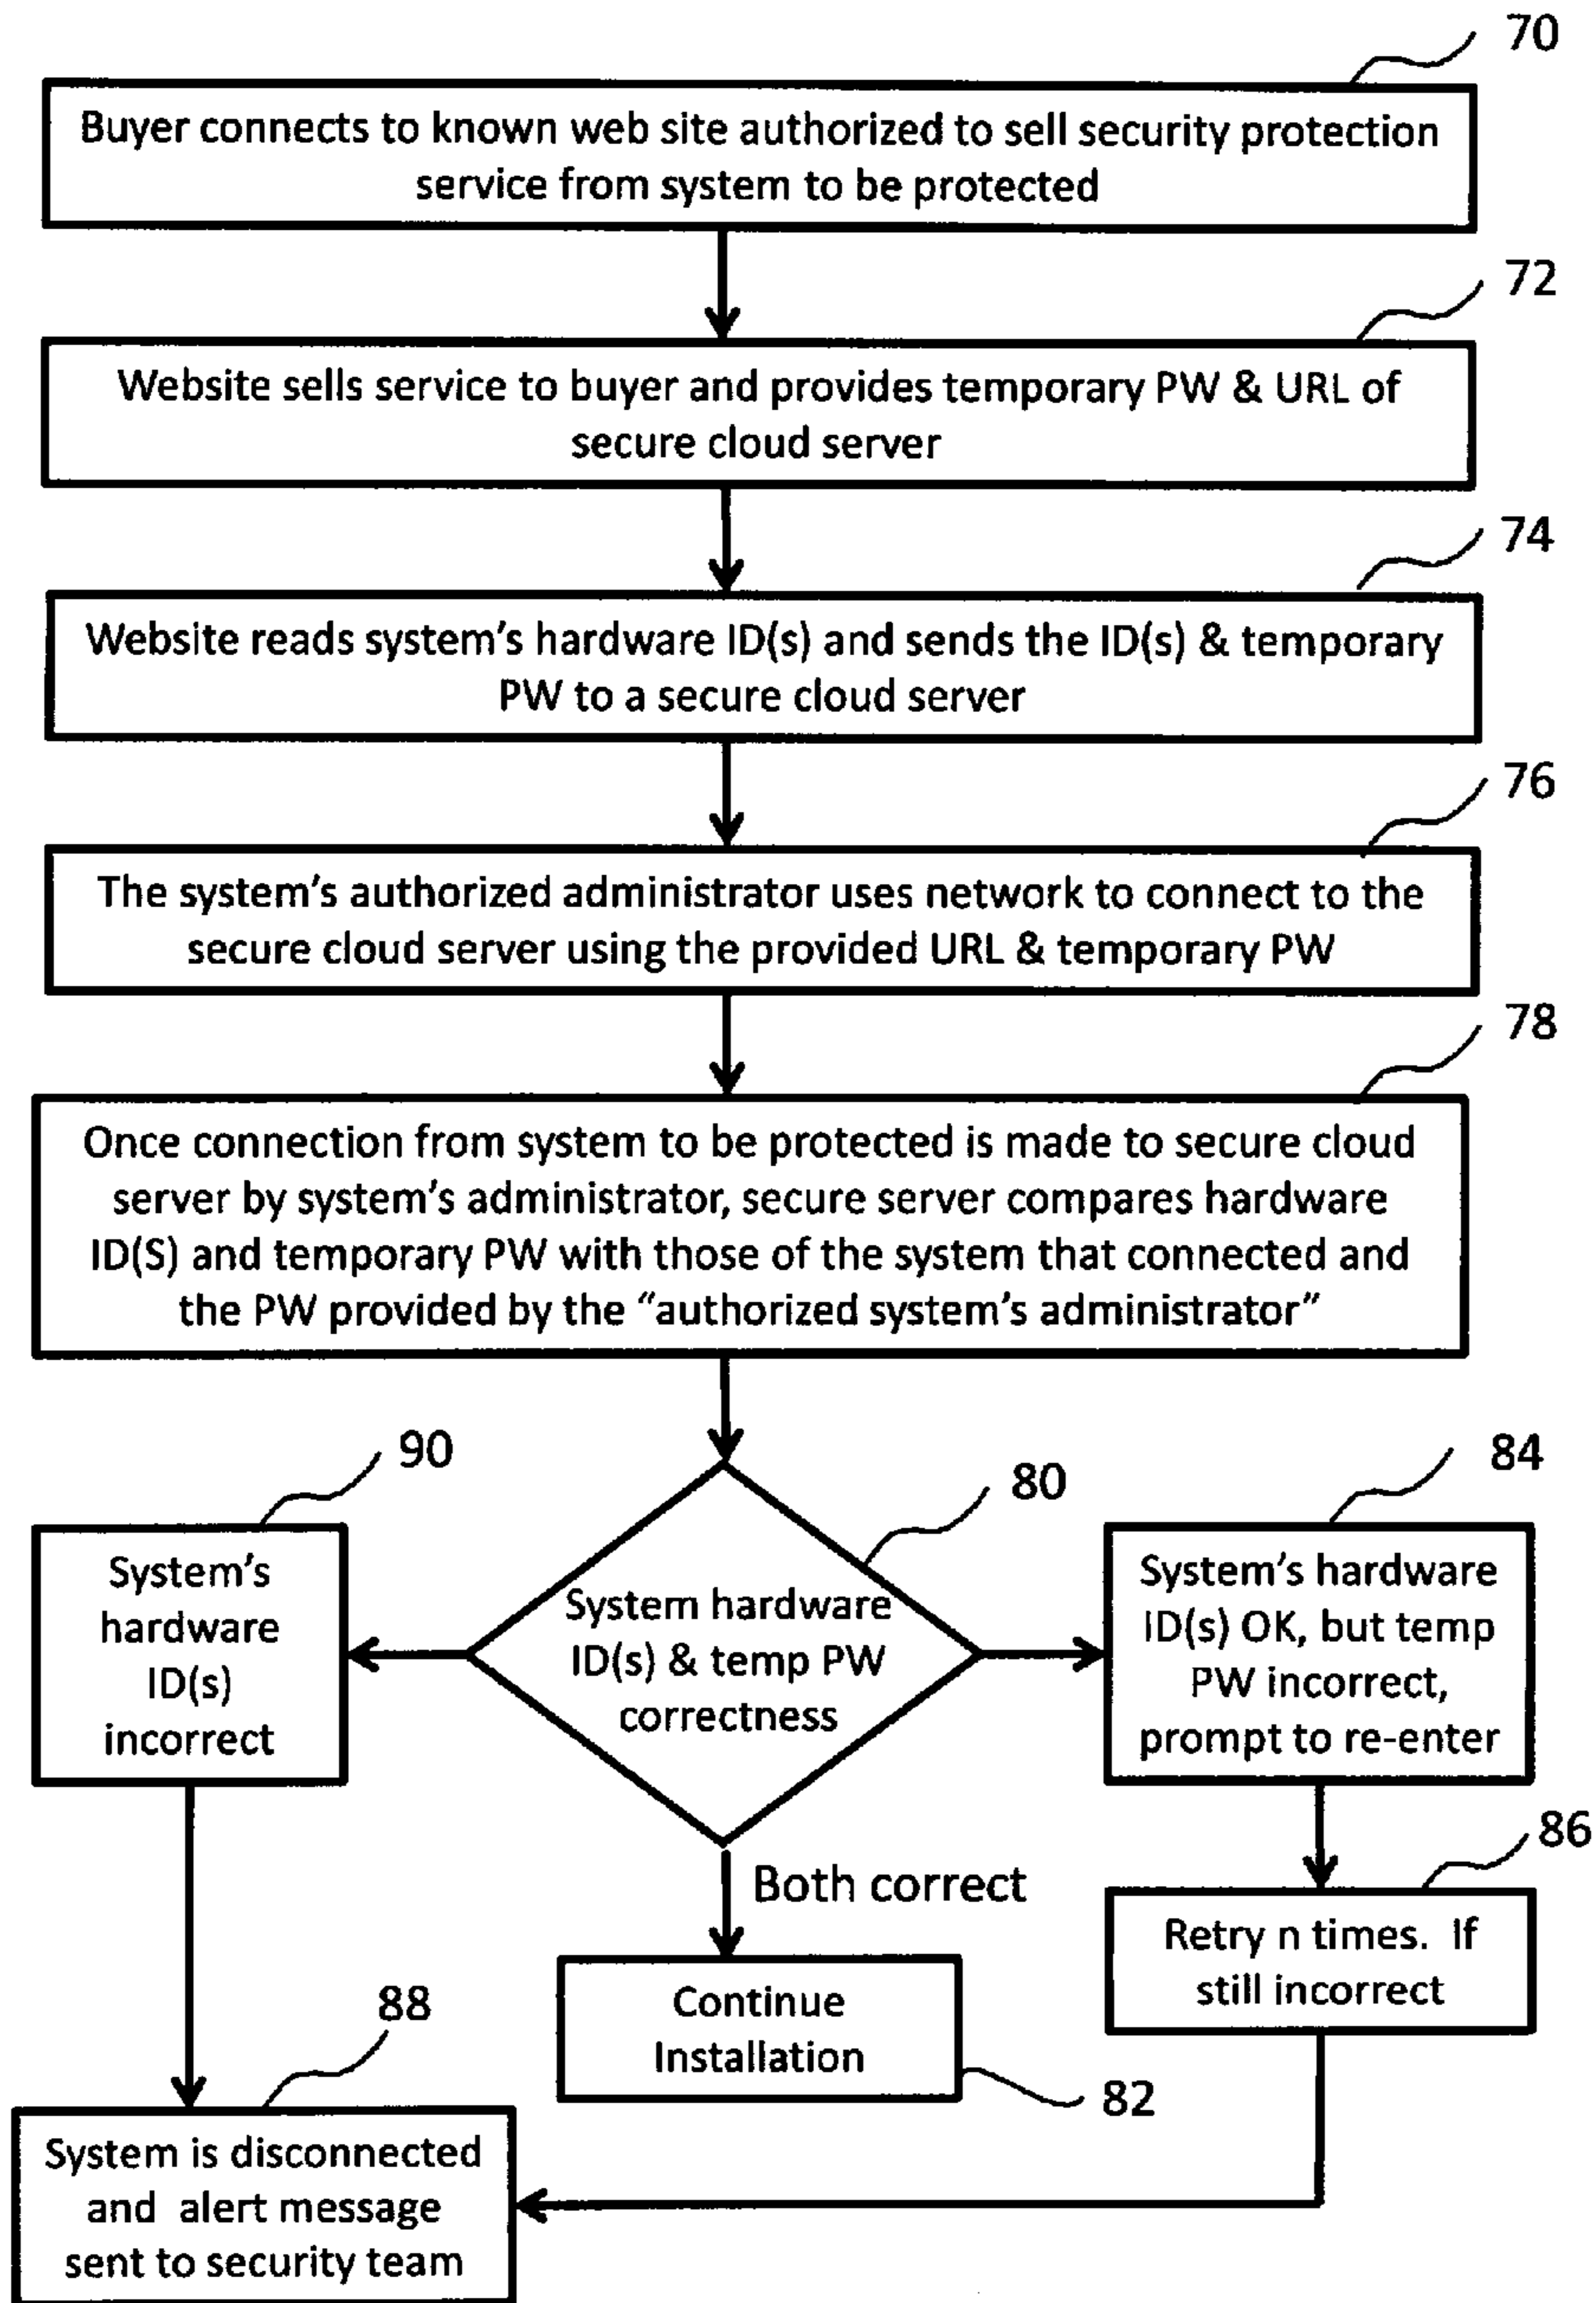 70
Buyer connects to known web site authorized to sell security protection
service from system to be protected
72
Website sells service to buyer and provides temporary PW & URL of
secure cloud server
74
Website reads system's hardware ID(s) and sends the ID(s) & temporary
PW to a secure cloud server
76
The system's authorized administrator uses network to connect to the
secure cloud server using the provided URL & temporary PW
78
Once connection from system to be protected is made to secure cloud
server by system's administrator, secure server compares hardware
ID(S) and temporary PW with those of the system that connected and
the PW provided by the “authorized system's administrator”
90
System's
hardware
ID(s)
incorrect
80
System hardware
ID(s) & temp PW
correctness
84
System's hardware
ID(s) OK, but temp
PW incorrect,
prompt to re-enter
Both correct
86
Retry n times. If
still incorrect
Continue
Installation
82
88
System is disconnected
and alert message
sent to security team